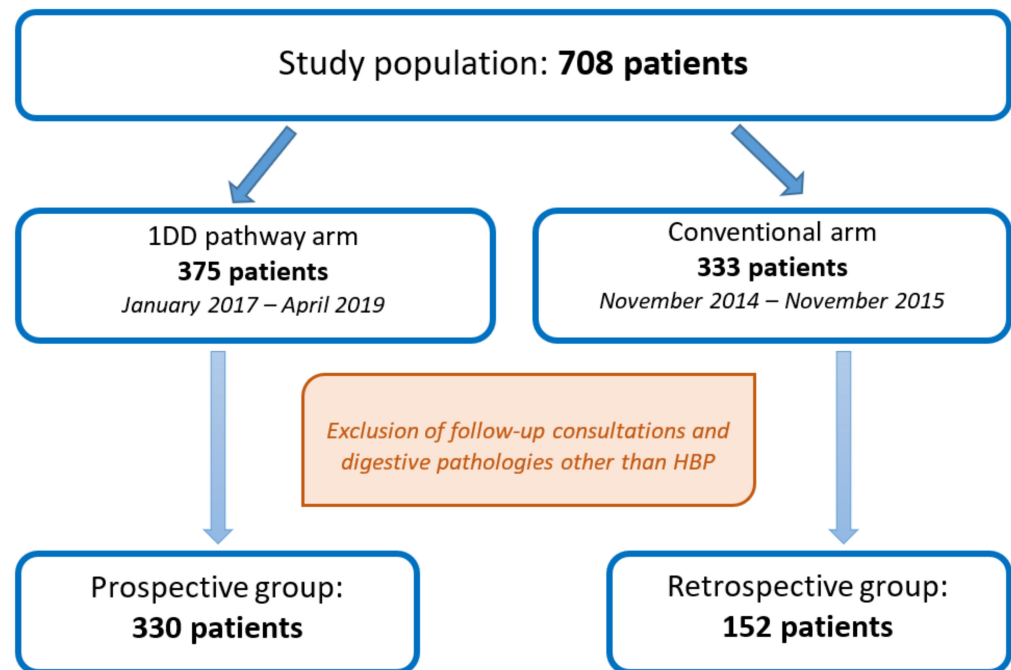 Study population: 708 patients
1DD pathway arm
375 patients
January 2017 – April 2019
Conventional arm
333 patients
November 2014 – November 2015
Exclusion of follow-up consultations and
digestive pathologies other than HBP
Prospective group:
330 patients
Retrospective group:
152 patients